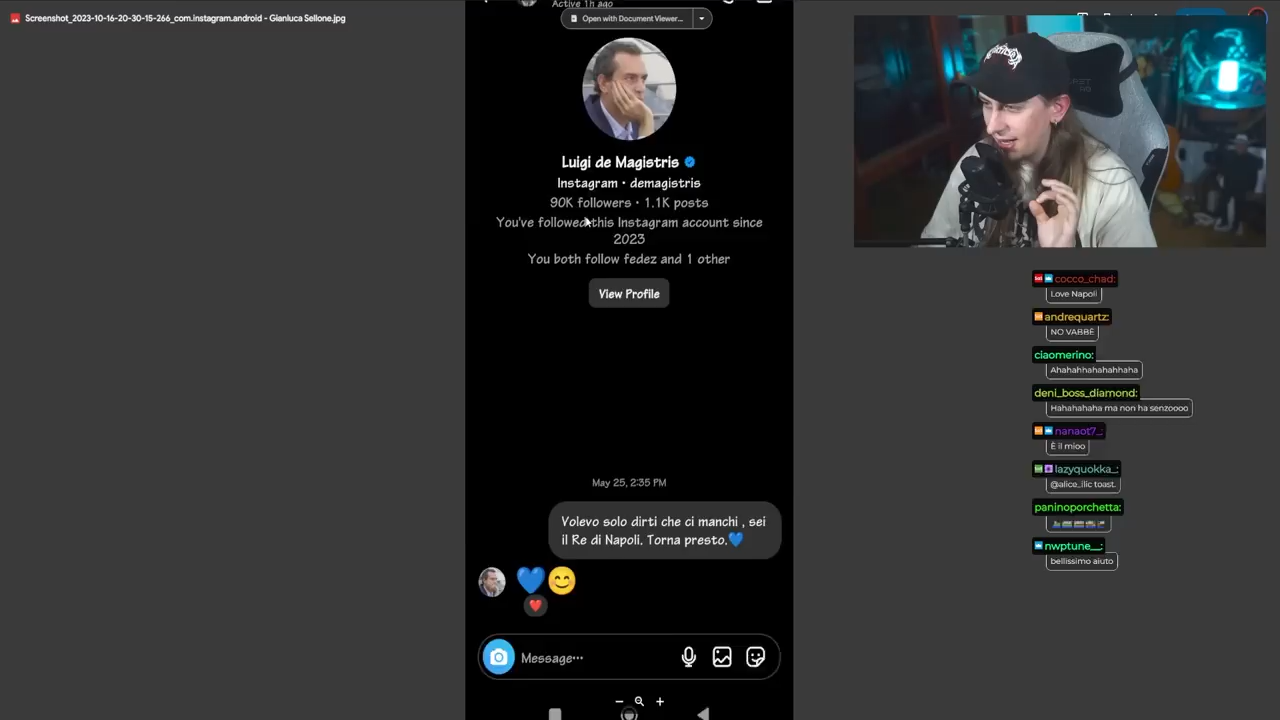 Screenshot_2023-10-16-20-30-15-266_com.instagram.android - Gianluca Sellone.jpg
Active 1h ago
Open with Document Viewer...
Luigi de Magistris
Instagram • demagistris
90K followers • 1.1K posts
You've followed this Instagram account since
2023
You both follow fedez and 1 other
View Profile
May 25, 2:35 PM
Volevo solo dirti che ci manchi , sei
il Re di Napoli. Torna presto.💙
💙😊
❤️
Message...
cocco_chad:
Love Napoli
andrequartz:
NO VABBÈ
ciaomerino:
Ahahahhahahahhaha
deni_boss_diamond:
Hahahahaha ma non ha senzoooo
nanaot7_:
È il mioo
lazyquokka_:
@alice_ilic toast.
paninoporchetta:
nwptune__:
bellissimo aiuto